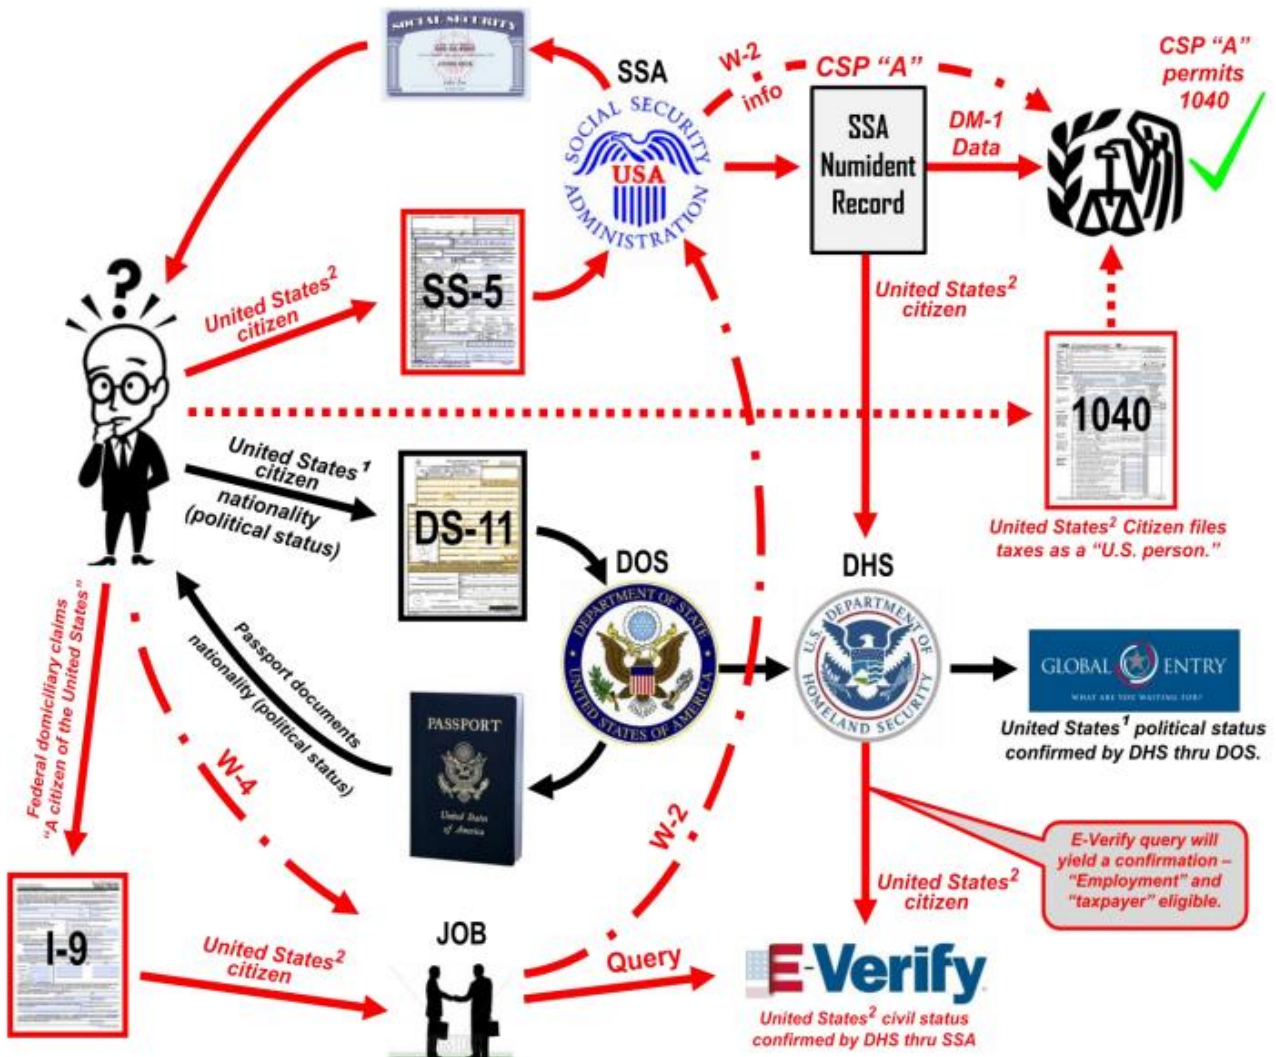 SOCIAL SECURITY
SSA
SOCIAL SECURITY
USA
ADMINISTRATION
W-2
info
CSP “A”
SSA
Numident
Record
DM-1
Data
CSP “A”
permits
1040
?
United States²
citizen
SS-5
United States²
citizen
1040
United States² Citizen files
taxes as a “U.S. person.”
United States¹
citizen
nationality
(political status)
DS-11
DOS
DEPARTMENT OF STATE
UNITED STATES OF AMERICA
DHS
U.S. DEPARTMENT OF
HOMELAND SECURITY
GLOBAL ENTRY
WHAT ARE YOU WAITING FOR?
United States¹ political status
confirmed by DHS thru DOS.
Passport documents
nationality (political status)
PASSPORT
United States
of America
Federal domiciliary claims
“A citizen of the United States”
W-4
W-2
E-Verify query will
yield a confirmation –
“Employment” and
“taxpayer” eligible.
United States²
citizen
I-9
United States²
citizen
JOB
Query
E-Verify
United States² civil status
confirmed by DHS thru SSA